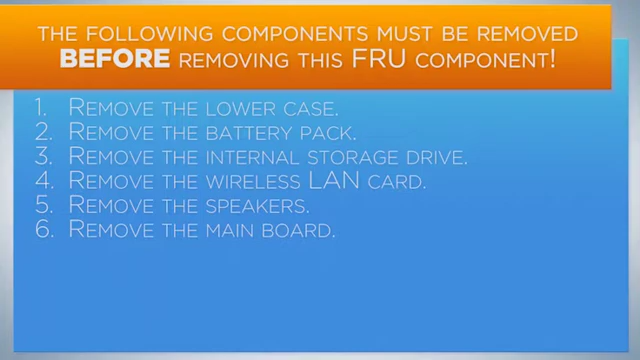 THE FOLLOWING COMPONENTS MUST BE REMOVED
BEFORE REMOVING THIS FRU COMPONENT!
1. REMOVE THE LOWER CASE.
2. REMOVE THE BATTERY PACK.
3. REMOVE THE INTERNAL STORAGE DRIVE.
4. REMOVE THE WIRELESS LAN CARD.
5. REMOVE THE SPEAKERS.
6. REMOVE THE MAIN BOARD.